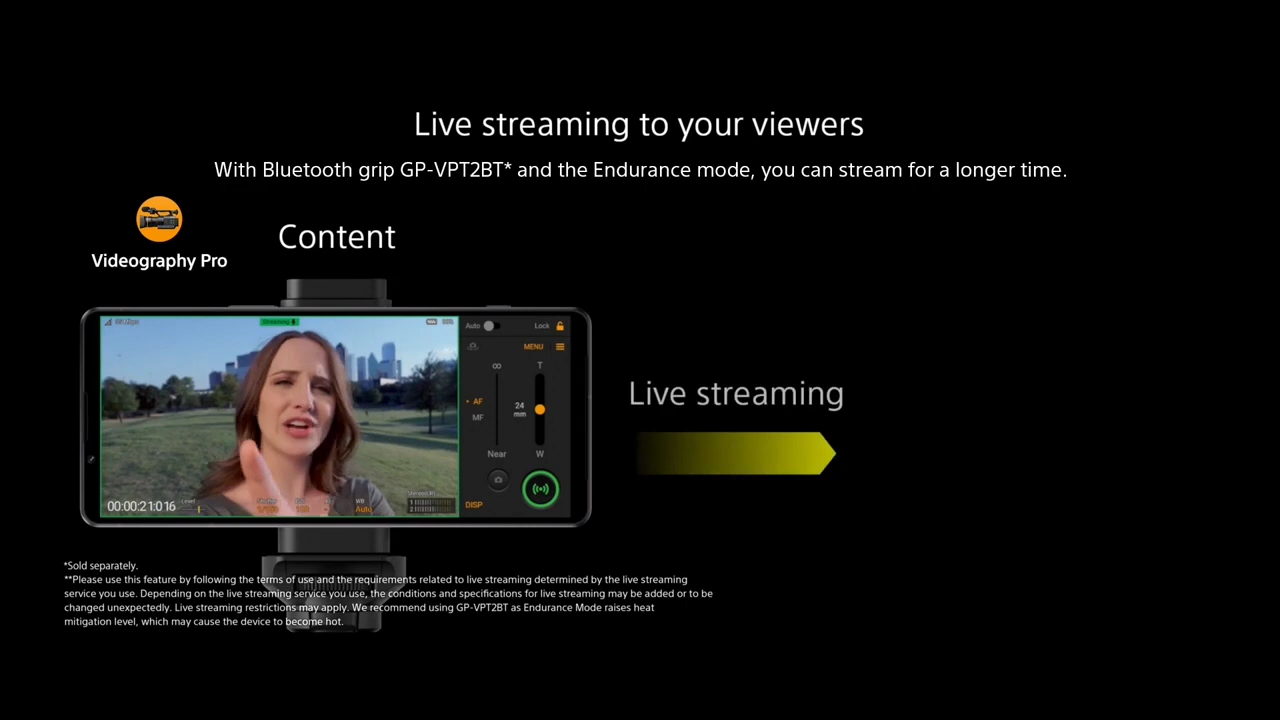 Live streaming to your viewers
With Bluetooth grip GP-VPT2BT* and the Endurance mode, you can stream for a longer time.
Videography Pro
Content
Streaming
Auto
Lock
MENU
∞
T
AF
MF
24
mm
Near
W
DISP
00:00:21:016
Level
WB
Auto
Live streaming
*Sold separately.
**Please use this feature by following the terms of use and the requirements related to live streaming determined by the live streaming
service you use. Depending on the live streaming service you use, the conditions and specifications for live streaming may be added or to be
changed unexpectedly. Live streaming restrictions may apply. We recommend using GP-VPT2BT as Endurance Mode raises heat
mitigation level, which may cause the device to become hot.